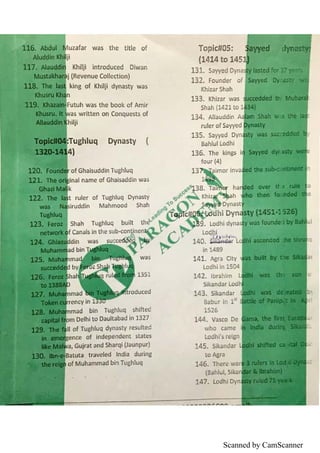 116. Abdul Muzafar was the title of
Aluddin Khilji
117. Alauddin Khilji introduced Diwan
Mustakharaj (Revenue Collection)
118. The last king of Khilji dynasty was
Khusru Khan
119. Khazain-Futuh was the book of Amir
Khusru. It was written on Conquests of
Allauddin Khilji
Topic#04:Tughluq Dynasty (
1320-1414)
120. Founder of Ghaisuddin Tughluq
121. The original name of Ghaisuddin was
Ghazi Malik
122. The last ruler of Tughluq Dynasty
was Nasiruddin Mahmood Shah
Tughluq
123. Feroz Shah Tughluq built the
network of Canals in the sub-continent
124. Ghiasuddin was succeeded by
Muhammad bin Tughluq
125. Muhammad bin Tughluq was
succeeded by Feroz Shah Tughluq
126. Feroz Shah Tughluq ruled from 1351
to 1388AD
127. Muhammad bin Tughluq introduced
Token currency in 1330
128. Muhammad bin Tughluq shifted
capital from Delhi to Daultabad in 1327
129. The fall of Tughluq dynasty resulted
in emergence of independent states
like Malwa, Gujrat and Sharqi (Jaunpur)
130. Ibn-e-Batuta traveled India during
the reign of Muhammad bin Tughluq
Topic#05: Sayyed dynasty
(1414 to 1451)
131. Sayyed Dynasty lasted for 37 years
132. Founder of Sayyed Dynasty was
Khizar Shah
133. Khizar was succedded by Mubarak
Shah (1421 to 1434)
134. Allauddin Aalam Shah was the last
ruler of Sayyed Dynasty
135. Sayyed Dynasty was succedded by
Bahlul Lodhi
136. The kings in Sayyed dynasty were
four (4)
137. Taimor invaded the sub-continent in
138. Taimor handed over the rule to
Khizar Shah who then founded the
Sayyed Dynasty
Topic#06: Lodhi Dynasty (1451-1526)
139. Lodhi dynasty was founded by Bahlul
Lodhi
140. Sikandar Lodhi ascended the throne
in 1489
141. Agra City was built by the Sikandar
Lodhi in 1504
142. Ibrahim Lodhi was the son of
Sikandar Lodhi
143. Sikandar Lodhi was defeated by
Babur in 1st Battle of Panipat in Apr
1526
144. Vasco De Gama, the first European
who came in India during Sikandar
Lodhi's reign
145. Sikandar Lodhi shifted capital Delhi
to Agra
146. There were 3 rulers in Lodhi Dynasty
(Bahlul, Sikandar & Ibrahim)
147. Lodhi Dynasty ruled 75 years
PARAGON ACADEMY
Leading To Success
Scanned by CamScanner